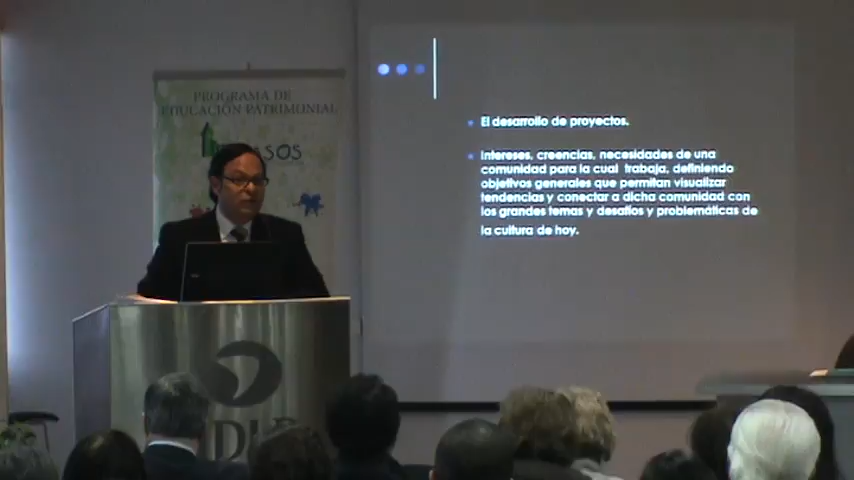 PROGRAMA DE
EDUCACIÓN PATRIMONIAL
El desarrollo de proyectos.
Intereses, creencias, necesidades de una
comunidad para la cual trabaja, definiendo
objetivos generales que permitan visualizar
tendencias y conectar a dicha comunidad con
los grandes temas y desafíos y problemáticas de
la cultura de hoy.